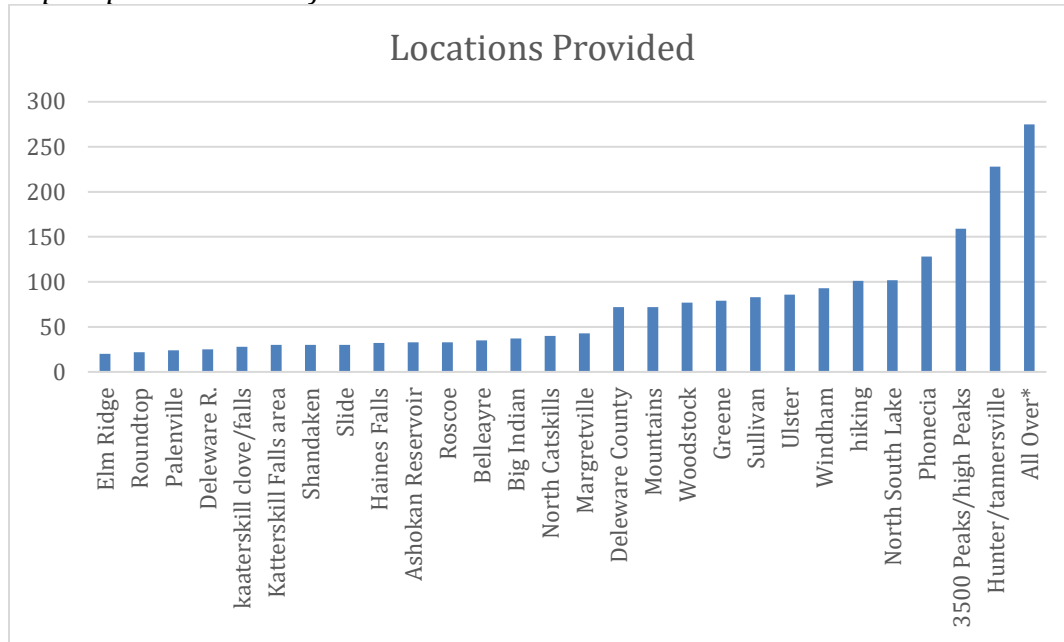 Locations Provided
300
250
200
150
100
50
0
Elm Ridge
Roundtop
Palenville
Deleware R.
kaaterskill clove/falls
Katterskill Falls area
Shandaken
Slide
Haines Falls
Ashokan Reservoir
Roscoe
Belleayre
Big Indian
North Catskills
Margretville
Deleware County
Mountains
Woodstock
Greene
Sullivan
Ulster
Windham
hiking
North South Lake
Phonecia
3500 Peaks/high Peaks
Hunter/tannersville
All Over*